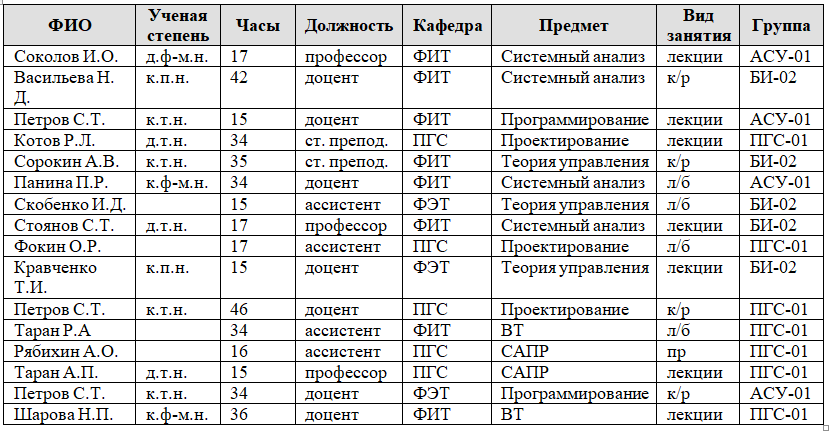 ФИО Ученая степень Часы Должность Кафедра Предмет Вид занятия Группа
Соколов И.О. д.ф-м.н. 17 профессор ФИТ Системный анализ лекции АСУ-01
Васильева Н. Д. к.п.н. 42 доцент ФИТ Системный анализ к/р БИ-02
Петров С.Т. к.т.н. 15 доцент ФИТ Программирование лекции АСУ-01
Котов Р.Л. д.т.н. 34 ст. препод. ПГС Проектирование лекции ПГС-01
Сорокин А.В. к.т.н. 35 ст. препод. ФИТ Теория управления к/р БИ-02
Панина П.Р. к.ф-м.н. 34 доцент ФИТ Системный анализ л/б АСУ-01
Скобенко И.Д. 15 ассистент ФЭТ Теория управления л/б БИ-02
Стоянов С.Т. д.т.н. 17 профессор ФИТ Системный анализ лекции БИ-02
Фокин О.Р. 17 ассистент ПГС Проектирование л/б ПГС-01
Кравченко Т.И. к.п.н. 15 доцент ФЭТ Теория управления лекции БИ-02
Петров С.Т. к.т.н. 46 доцент ПГС Проектирование к/р ПГС-01
Таран Р.А 34 ассистент ФИТ ВТ л/б ПГС-01
Рябихин А.О. 16 ассистент ПГС САПР пр ПГС-01
Таран А.П. д.т.н. 15 профессор ПГС САПР лекции ПГС-01
Петров С.Т. к.т.н. 34 доцент ФЭТ Программирование к/р АСУ-01
Шарова Н.П. к.ф-м.н. 36 доцент ФИТ ВТ лекции ПГС-01